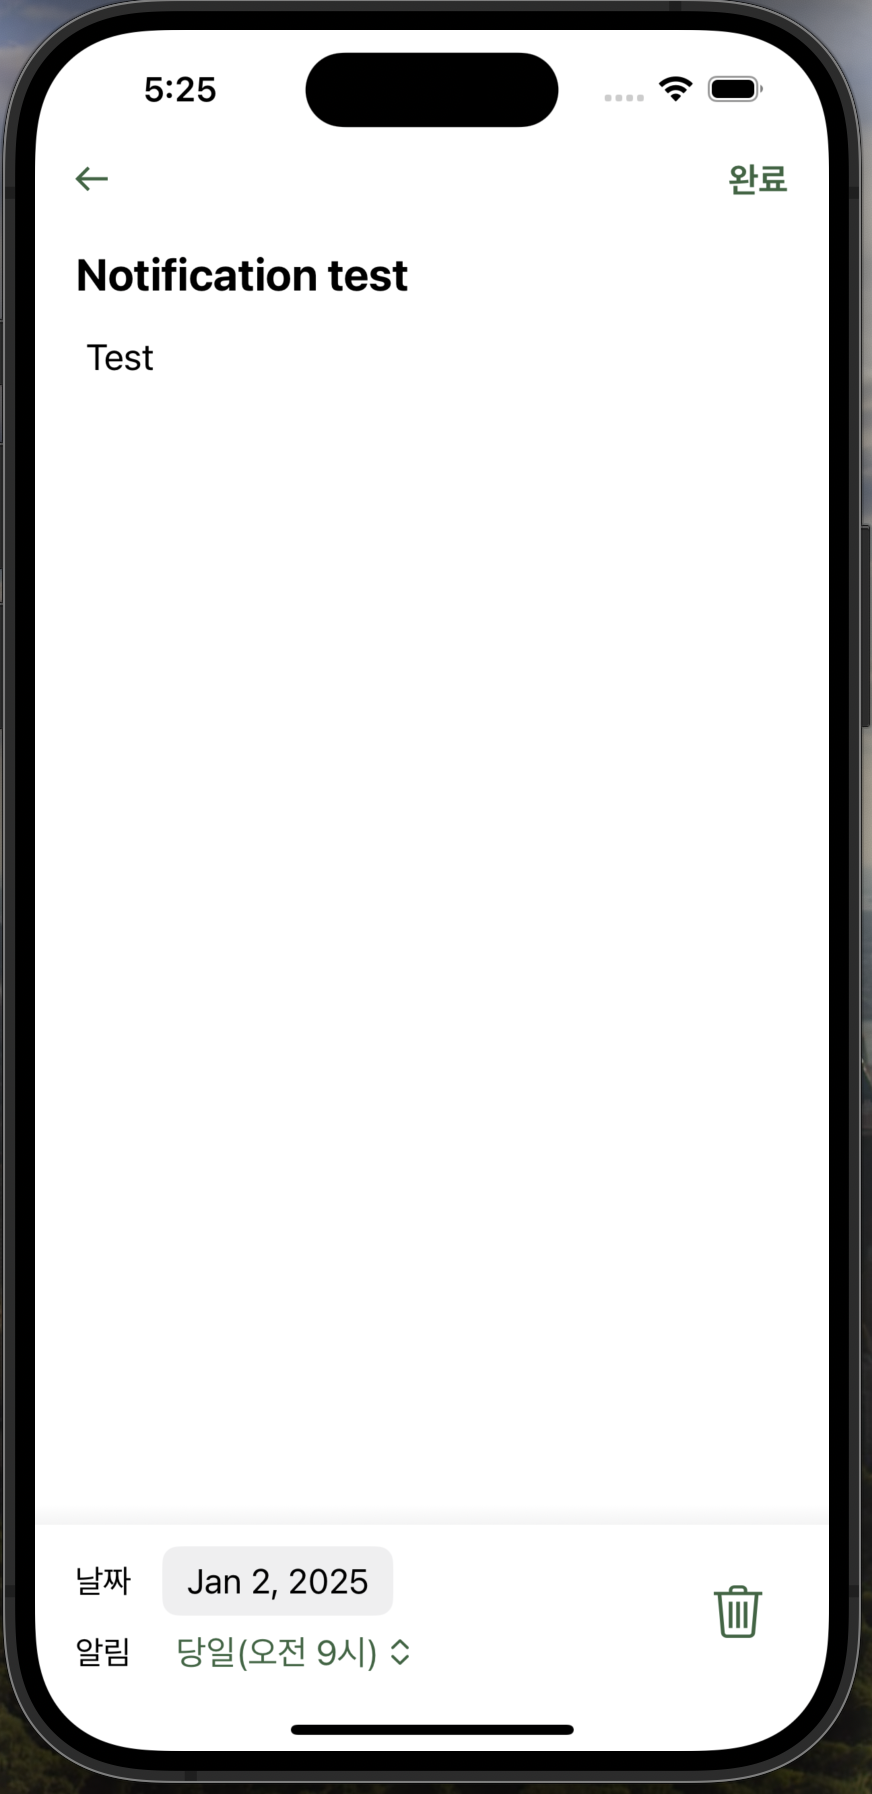 5:25
완료
Notification test
Test
날짜 Jan 2, 2025
알림 당일(오전 9시)